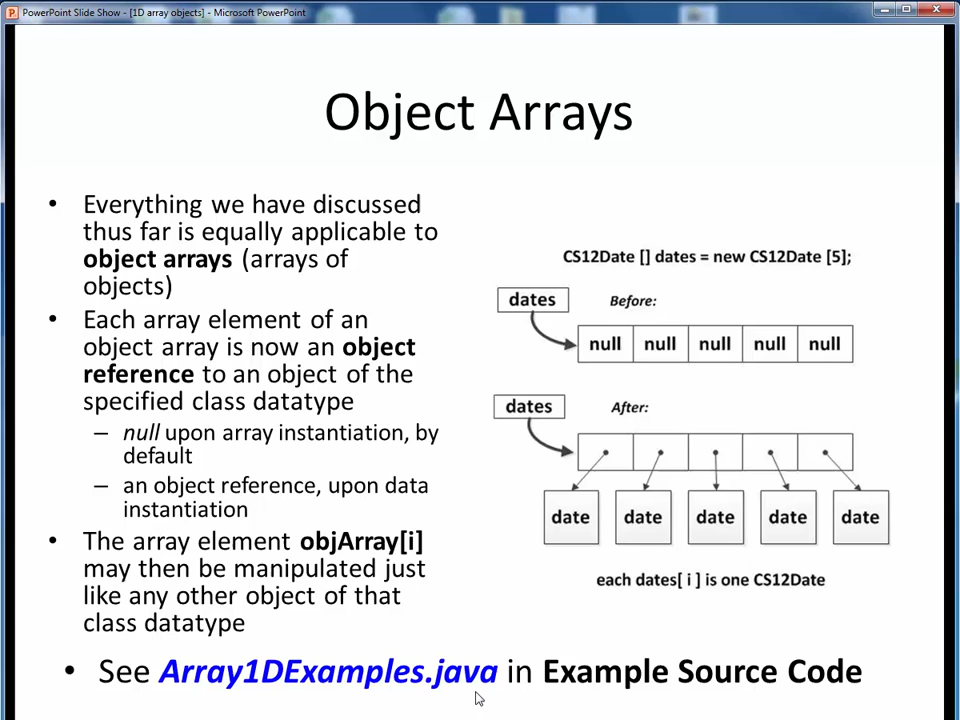 PowerPoint Slide Show - [1D array objects] - Microsoft PowerPoint
Object Arrays
• Everything we have discussed
thus far is equally applicable to
object arrays (arrays of
objects)
• Each array element of an
object array is now an object
reference to an object of the
specified class datatype
– null upon array instantiation, by
default
– an object reference, upon data
instantiation
• The array element objArray[i]
may then be manipulated just
like any other object of that
class datatype
• See Array1DExamples.java in Example Source Code
CS12Date [] dates = new CS12Date [5];
dates
Before:
null null null null null
dates
After:
date date date date date
each dates[ i ] is one CS12Date